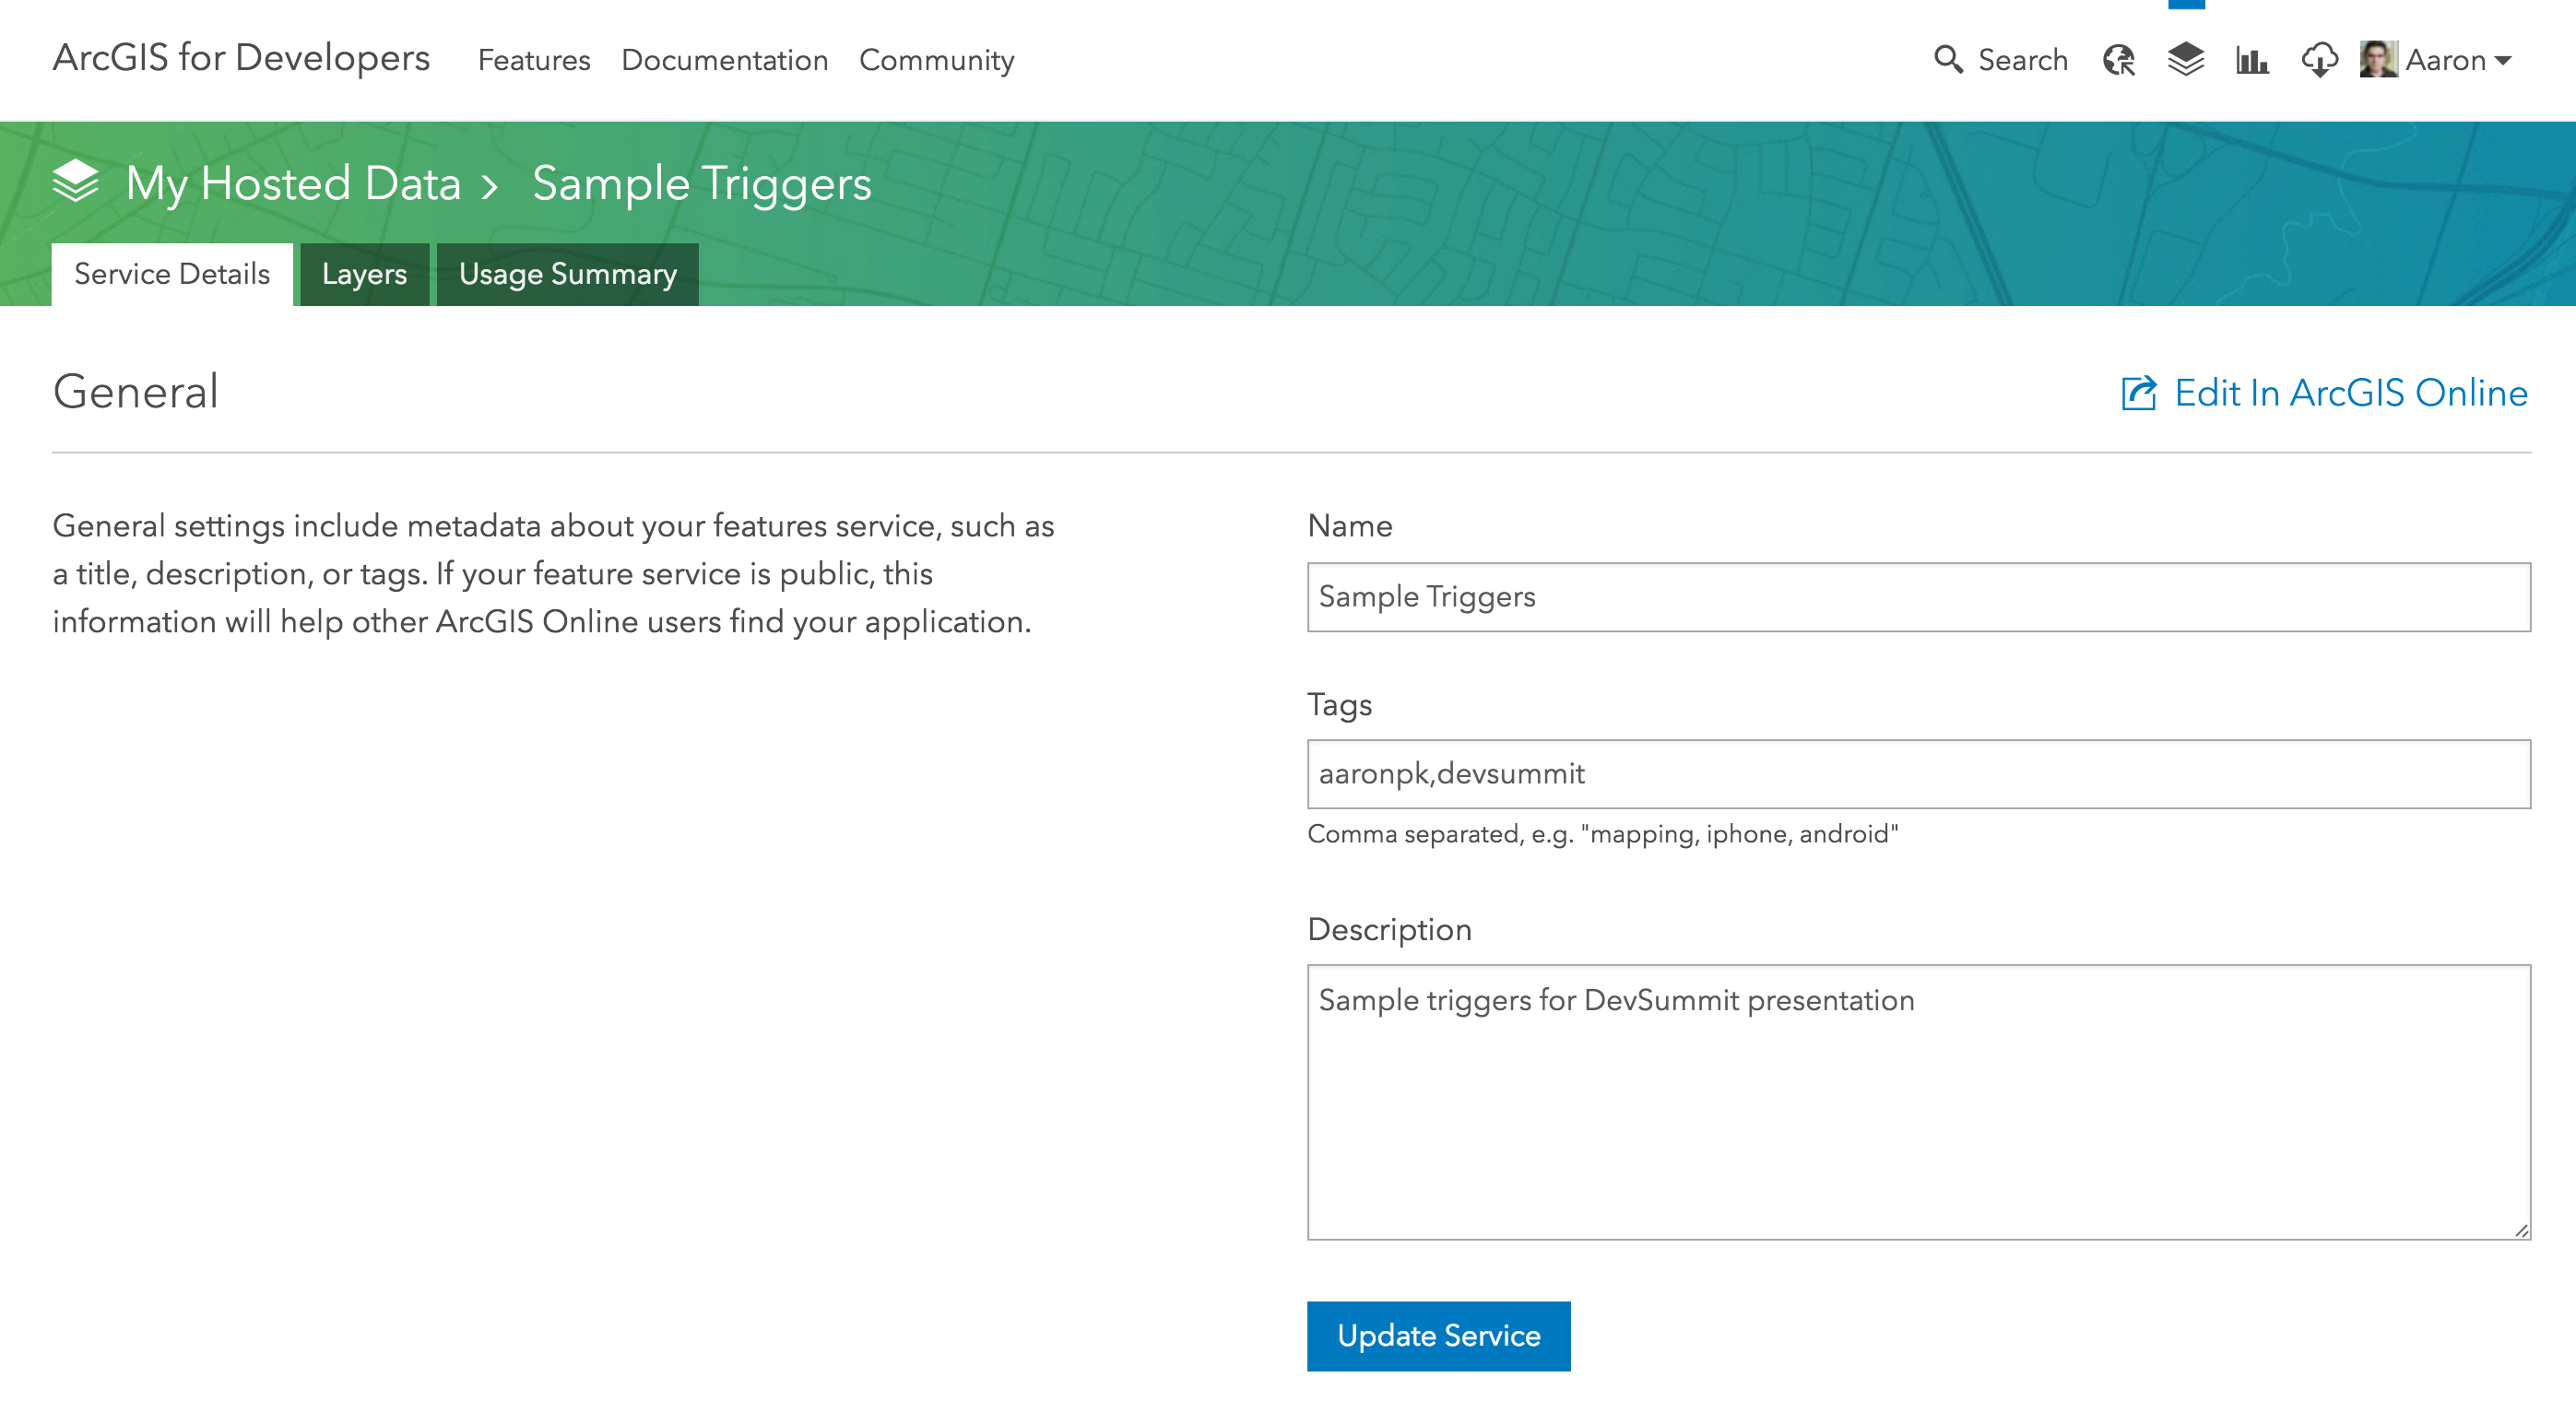 ArcGIS for Developers Features Documentation Community Search Aaron
My Hosted Data › Sample Triggers
Service Details Layers Usage Summary
General Edit In ArcGIS Online
General settings include metadata about your features service, such as
a title, description, or tags. If your feature service is public, this
information will help other ArcGIS Online users find your application.
Name
Sample Triggers
Tags
aaronpk,devsummit
Comma separated, e.g. "mapping, iphone, android"
Description
Sample triggers for DevSummit presentation
Update Service